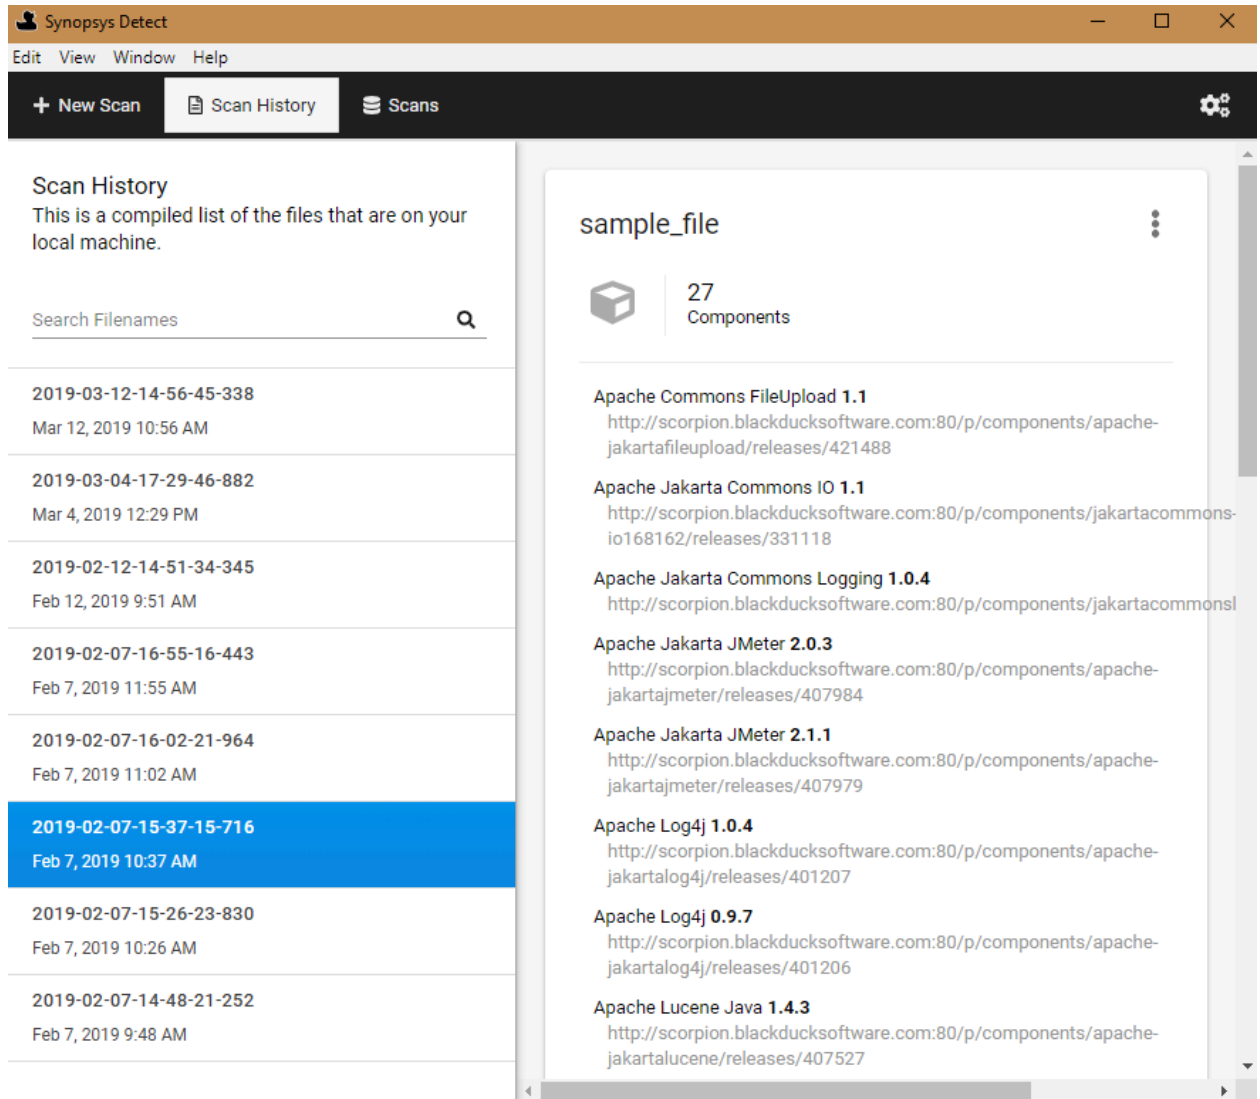 Synopsys Detect
Edit View Window Help
+ New Scan
Scan History
Scans
Scan History
This is a compiled list of the files that are on your
local machine.
Search Filenames
2019-03-12-14-56-45-338
Mar 12, 2019 10:56 AM
2019-03-04-17-29-46-882
Mar 4, 2019 12:29 PM
2019-02-12-14-51-34-345
Feb 12, 2019 9:51 AM
2019-02-07-16-55-16-443
Feb 7, 2019 11:55 AM
2019-02-07-16-02-21-964
Feb 7, 2019 11:02 AM
2019-02-07-15-37-15-716
Feb 7, 2019 10:37 AM
2019-02-07-15-26-23-830
Feb 7, 2019 10:26 AM
2019-02-07-14-48-21-252
Feb 7, 2019 9:48 AM
sample_file
27
Components
Apache Commons FileUpload 1.1
http://scorpion.blackducksoftware.com:80/p/components/apache-
jakartafileupload/releases/421488
Apache Jakarta Commons IO 1.1
http://scorpion.blackducksoftware.com:80/p/components/jakartacommons-
io168162/releases/331118
Apache Jakarta Commons Logging 1.0.4
http://scorpion.blackducksoftware.com:80/p/components/jakartacommonsl
Apache Jakarta JMeter 2.0.3
http://scorpion.blackducksoftware.com:80/p/components/apache-
jakartajmeter/releases/407984
Apache Jakarta JMeter 2.1.1
http://scorpion.blackducksoftware.com:80/p/components/apache-
jakartajmeter/releases/407979
Apache Log4j 1.0.4
http://scorpion.blackducksoftware.com:80/p/components/apache-
jakartalog4j/releases/401207
Apache Log4j 0.9.7
http://scorpion.blackducksoftware.com:80/p/components/apache-
jakartalog4j/releases/401206
Apache Lucene Java 1.4.3
http://scorpion.blackducksoftware.com:80/p/components/apache-
jakartalucene/releases/407527